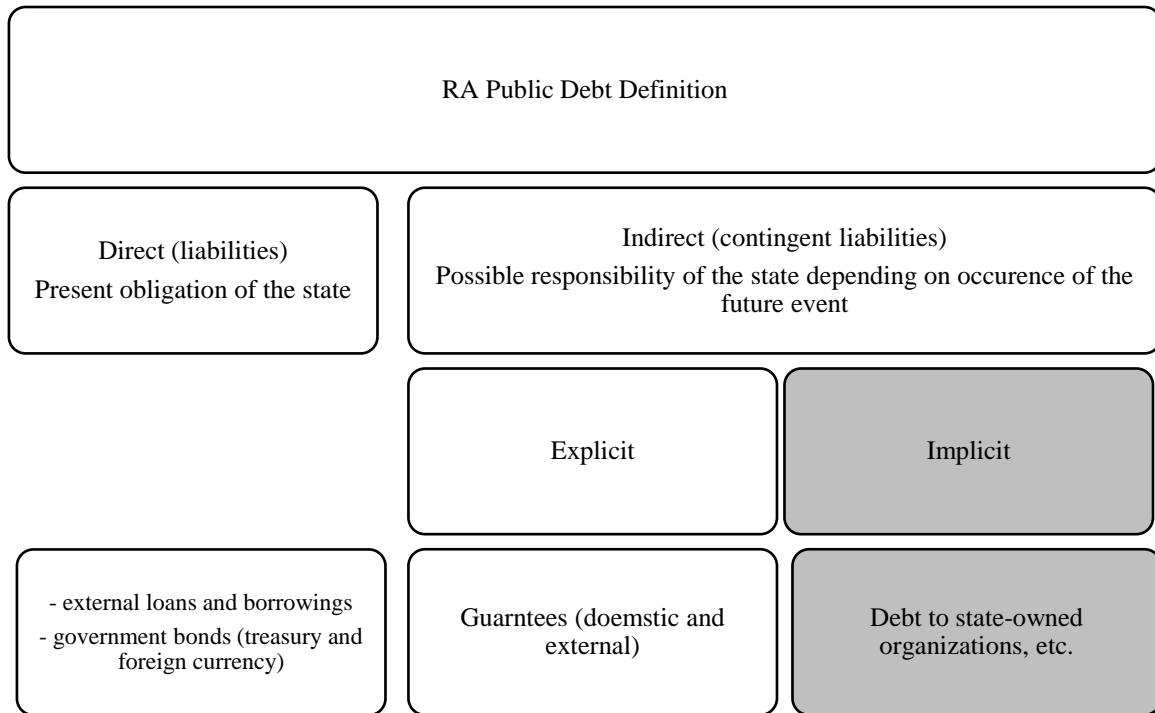 RA Public Debt Definition
Direct (liabilities)
Present obligation of the state
Indirect (contingent liabilities)
Possible responsibility of the state depending on occurence of the
future event
Explicit
Implicit
- external loans and borrowings
- government bonds (treasury and
foreign currency)
Guarntees (doemstic and
external)
Debt to state-owned
organizations, etc.